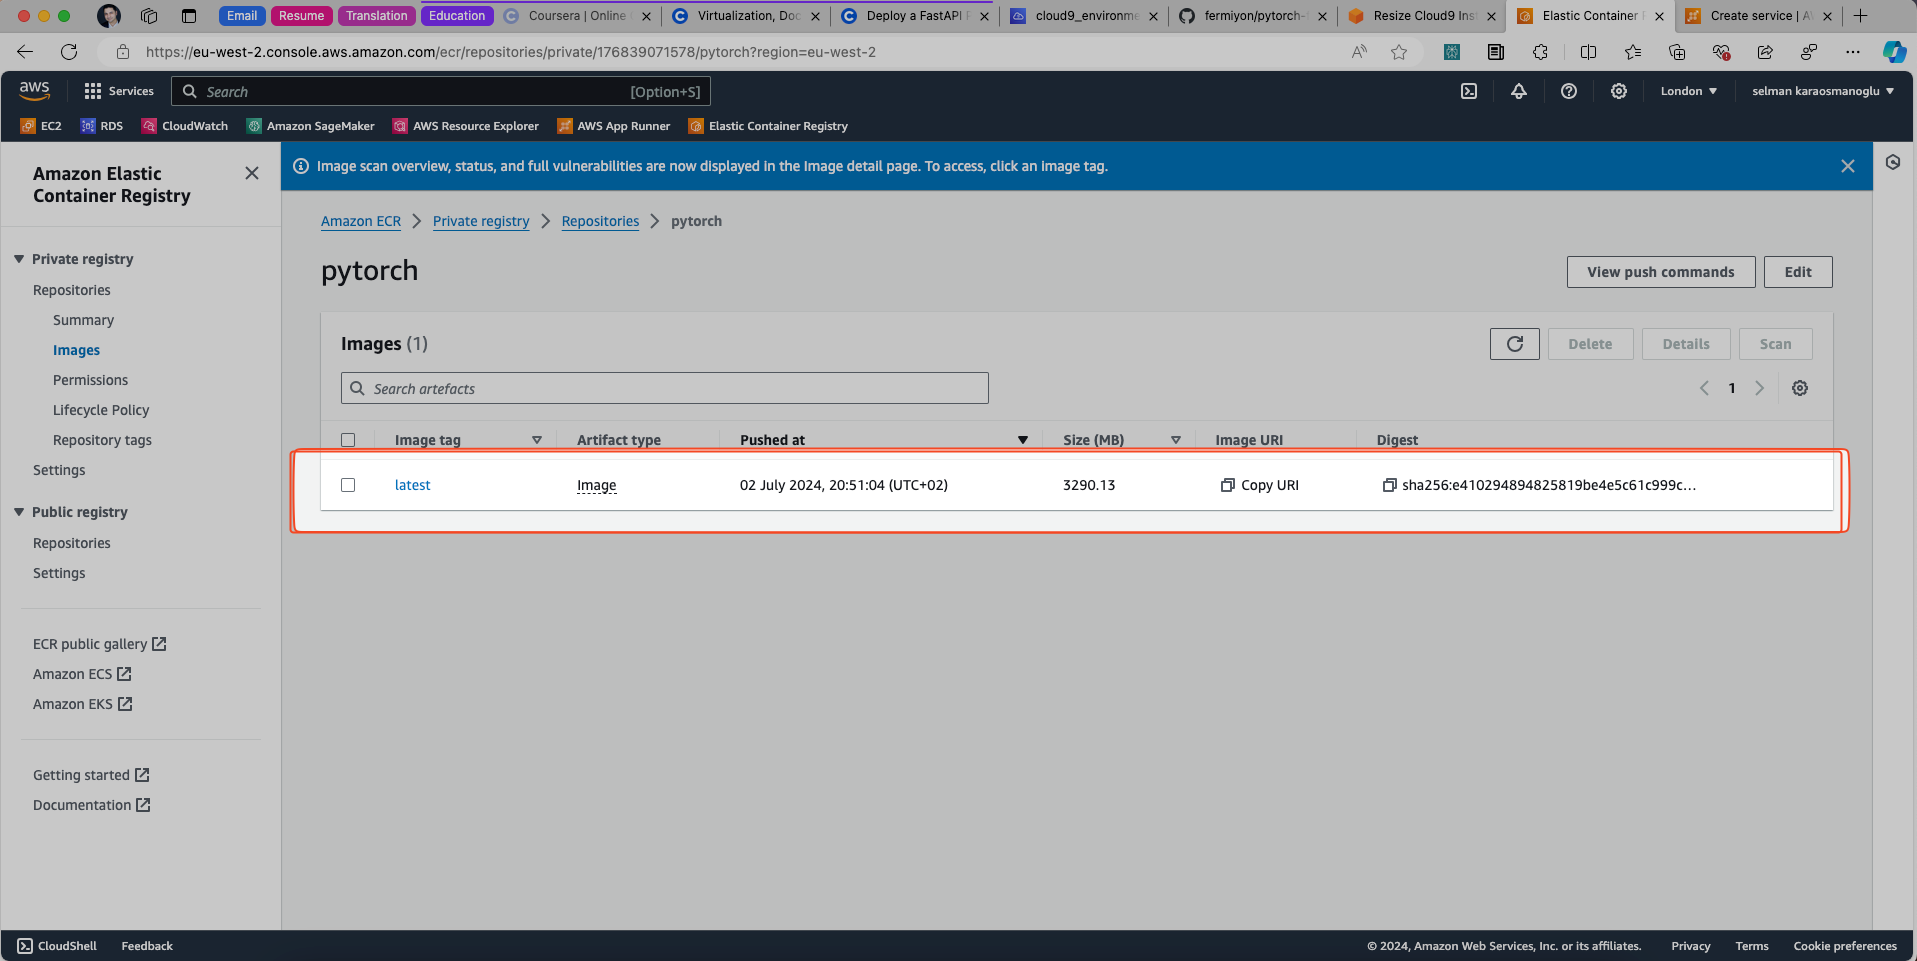 Email Resume Translation Education Coursera | Online Virtualization, Doc Deploy a FastAPI cloud9_environme fermiyon/pytorch- Resize Cloud9 Inst Elastic Container Create service |
https://eu-west-2.console.aws.amazon.com/ecr/repositories/private/176839071578/pytorch?region=eu-west-2
aws Services Search [Option+S] London selman karaosmanoglu
EC2 RDS CloudWatch Amazon SageMaker AWS Resource Explorer AWS App Runner Elastic Container Registry
Amazon Elastic
Container Registry
Private registry
Repositories
Summary
Images
Permissions
Lifecycle Policy
Repository tags
Settings
Public registry
Repositories
Settings
ECR public gallery
Amazon ECS
Amazon EKS
Getting started
Documentation
Image scan overview, status, and full vulnerabilities are now displayed in the Image detail page. To access, click an image tag.
Amazon ECR Private registry Repositories pytorch
pytorch
View push commands Edit
Images (1)
Delete Details Scan
Search artefacts
1
Image tag Artifact type Pushed at Size (MB) Image URI Digest
latest Image 02 July 2024, 20:51:04 (UTC+02) 3290.13 Copy URI sha256:e410294894825819be4e5c61c999c...
CloudShell Feedback © 2024, Amazon Web Services, Inc. or its affiliates. Privacy Terms Cookie preferences